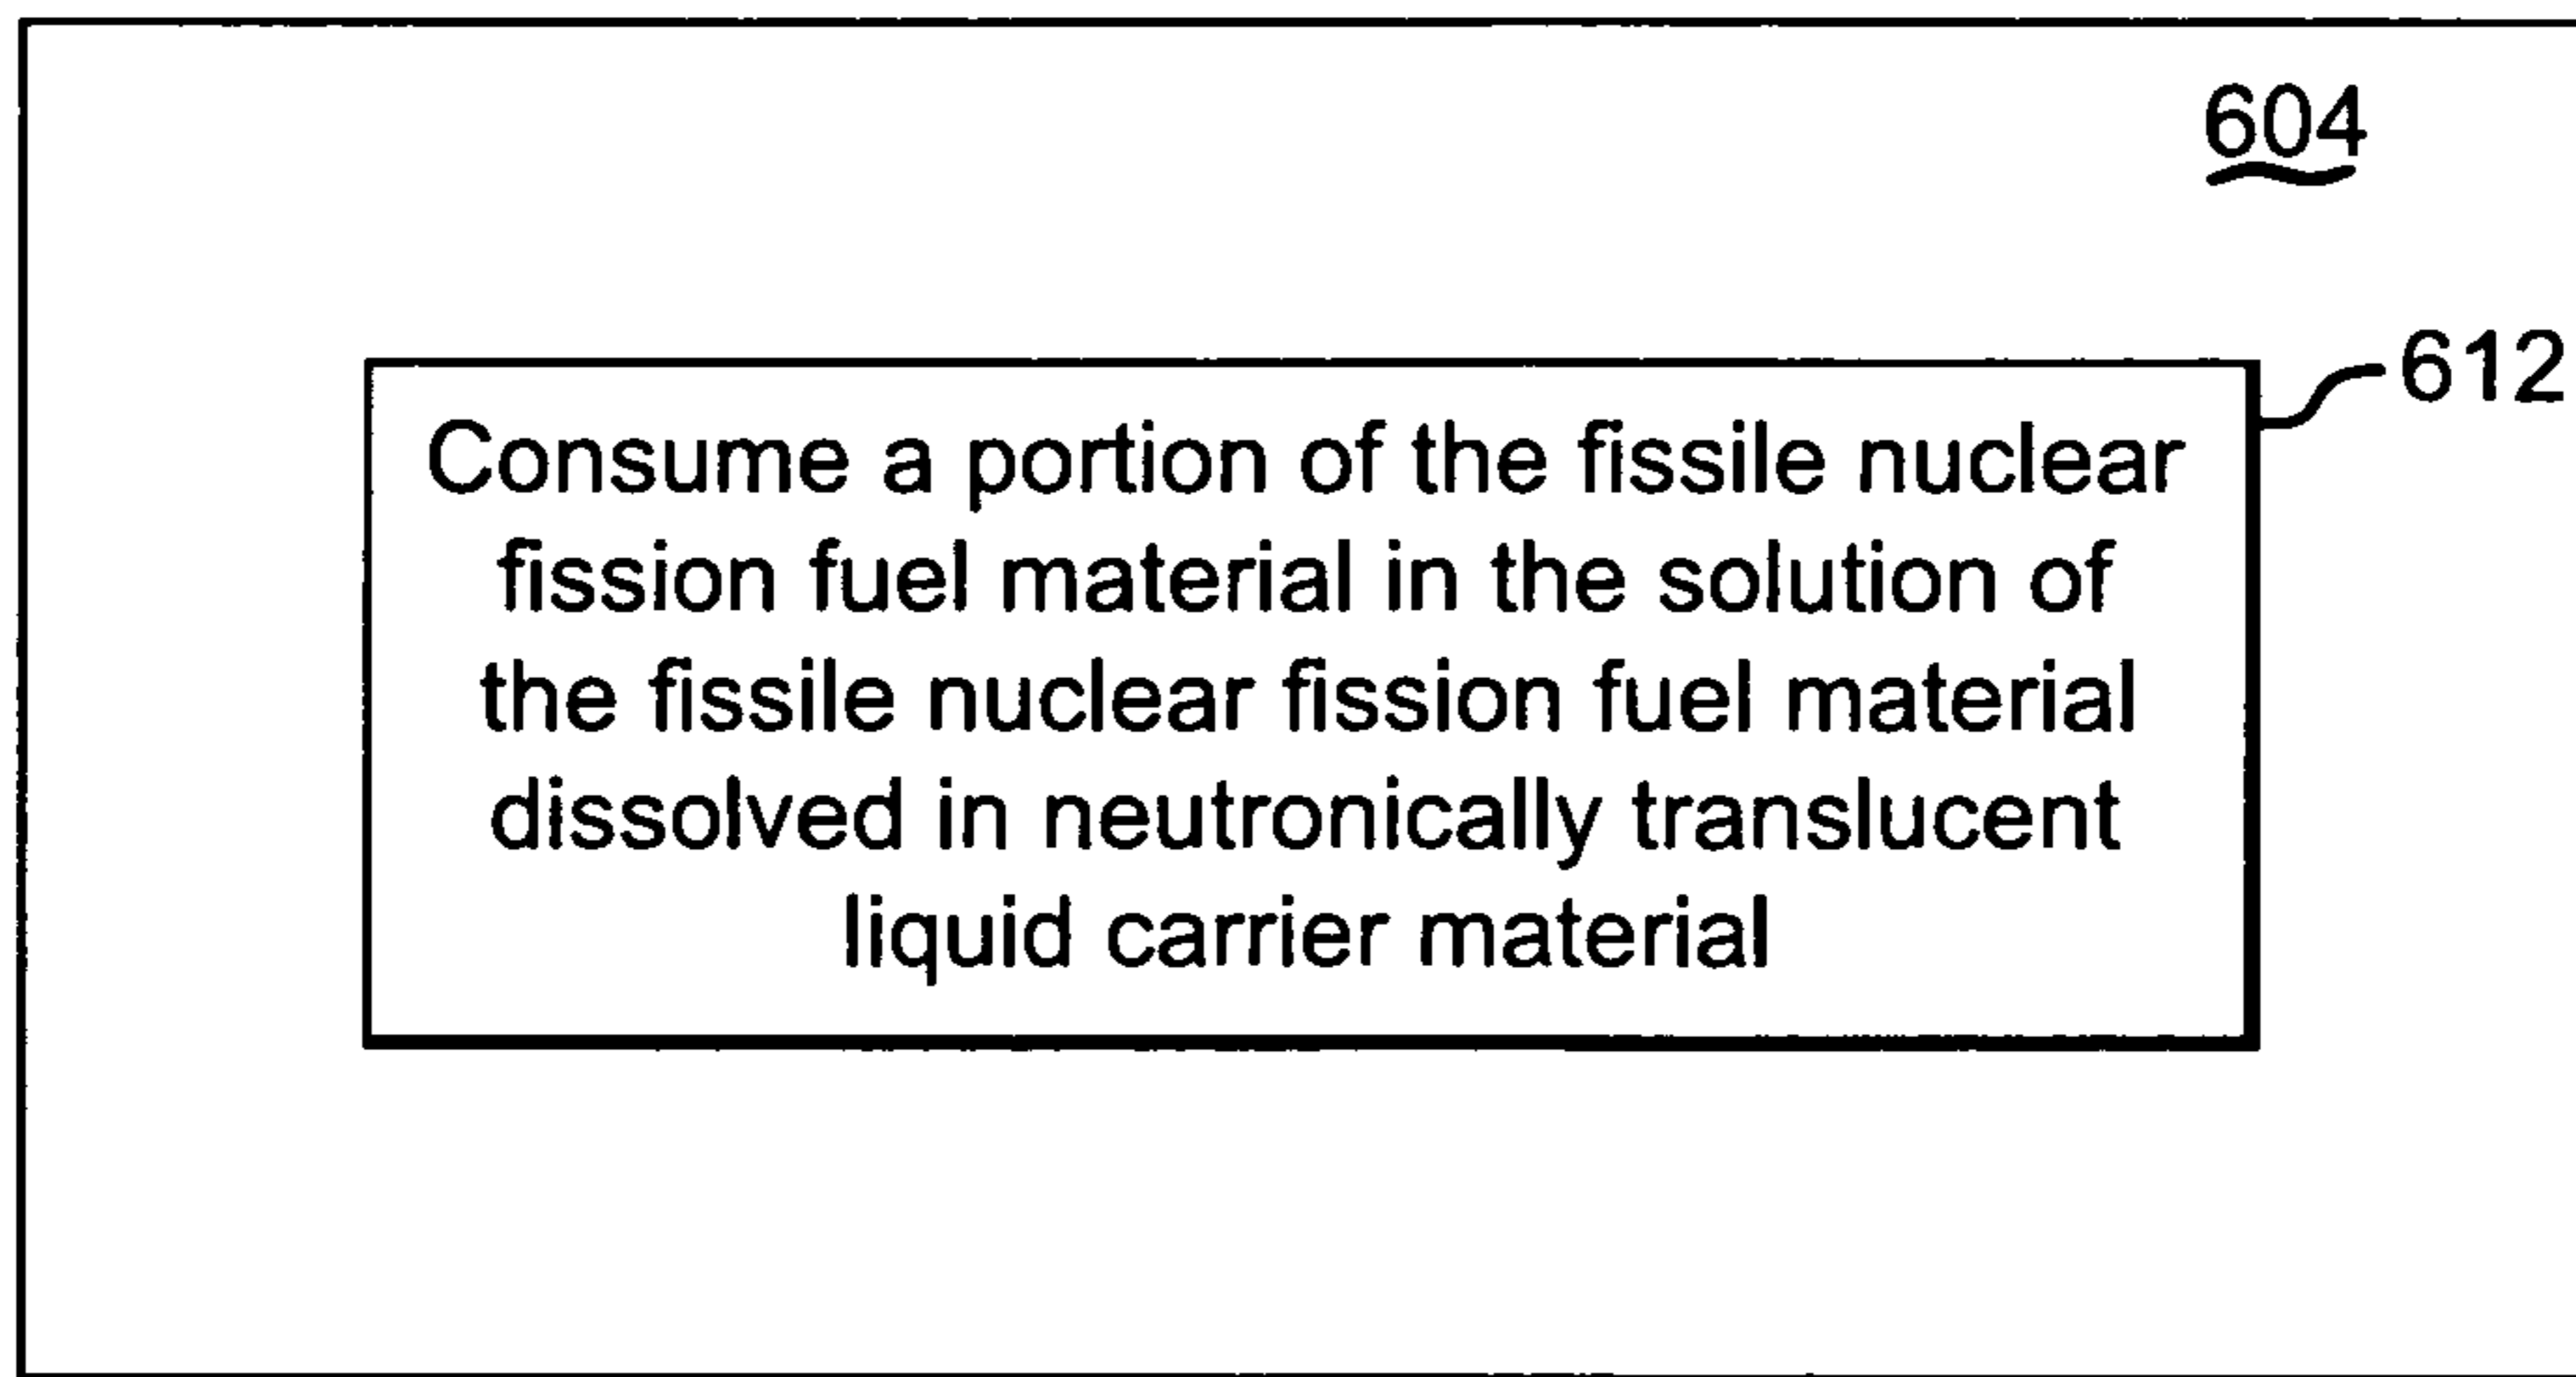 604
612
Consume a portion of the fissile nuclear
fission fuel material in the solution of
the fissile nuclear fission fuel material
dissolved in neutronically translucent
liquid carrier material